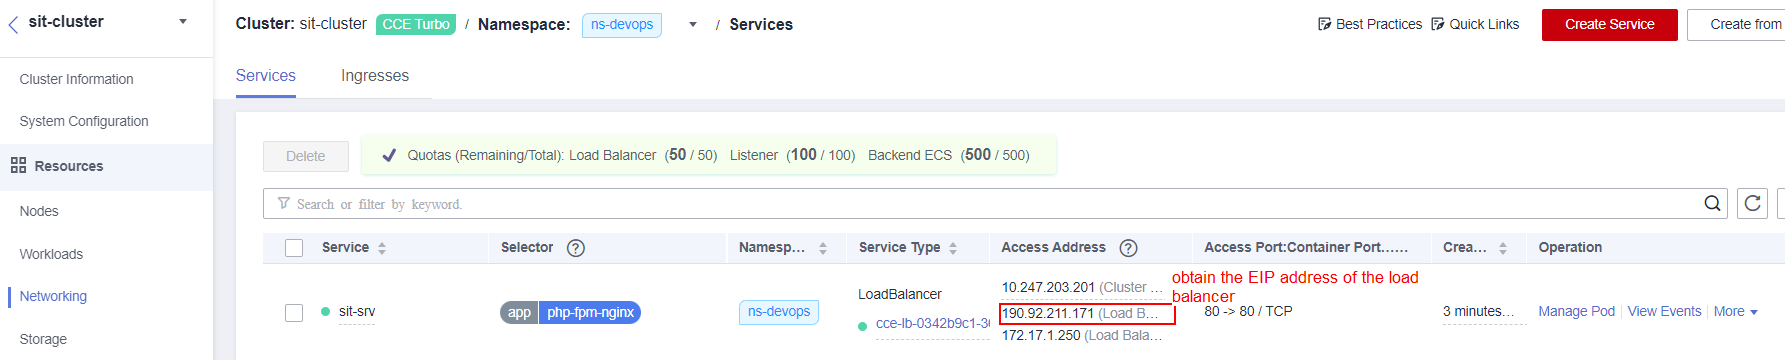 sit-cluster
Cluster: sit-cluster CCE Turbo / Namespace: ns-devops / Services
Best Practices Quick Links Create Service Create from
Cluster Information
System Configuration
Resources
Nodes
Workloads
Networking
Storage
Services Ingresses
Delete
Quotas (Remaining/Total): Load Balancer (50 / 50) Listener (100 / 100) Backend ECS (500 / 500)
Search or filter by keyword.
Service Selector ? Namesp... Service Type Access Address ? Access Port:Container Port...... Crea... Operation
obtain the EIP address of the load
balancer
sit-srv
app php-fpm-nginx
ns-devops
LoadBalancer
cce-lb-0342b9c1-36
10.247.203.201 (Cluster ...
190.92.211.171 (Load B...
172.17.1.250 (Load Bala...
80 -> 80 / TCP
3 minutes...
Manage Pod View Events More